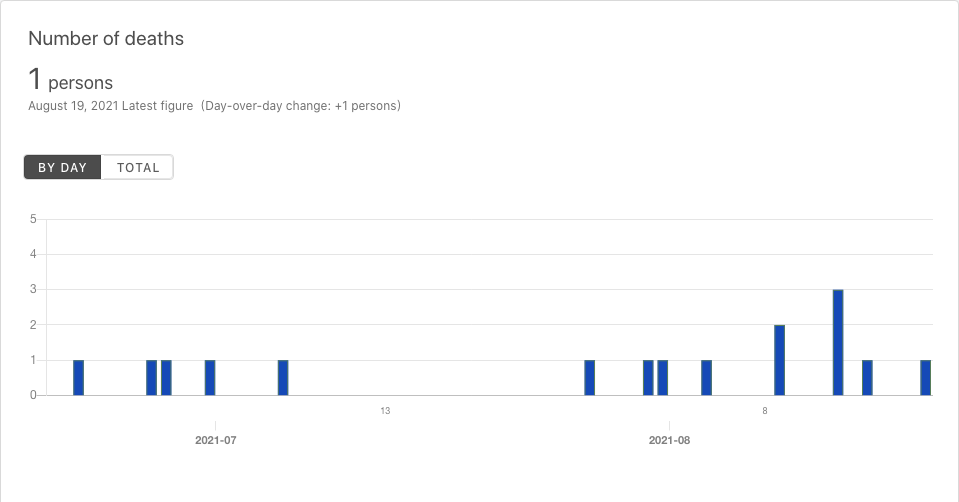 Number of deaths
1 persons
August 19, 2021 Latest figure (Day-over-day change: +1 persons)
BY DAY TOTAL
5
4
3
2
1
0
13 8
2021-07 2021-08